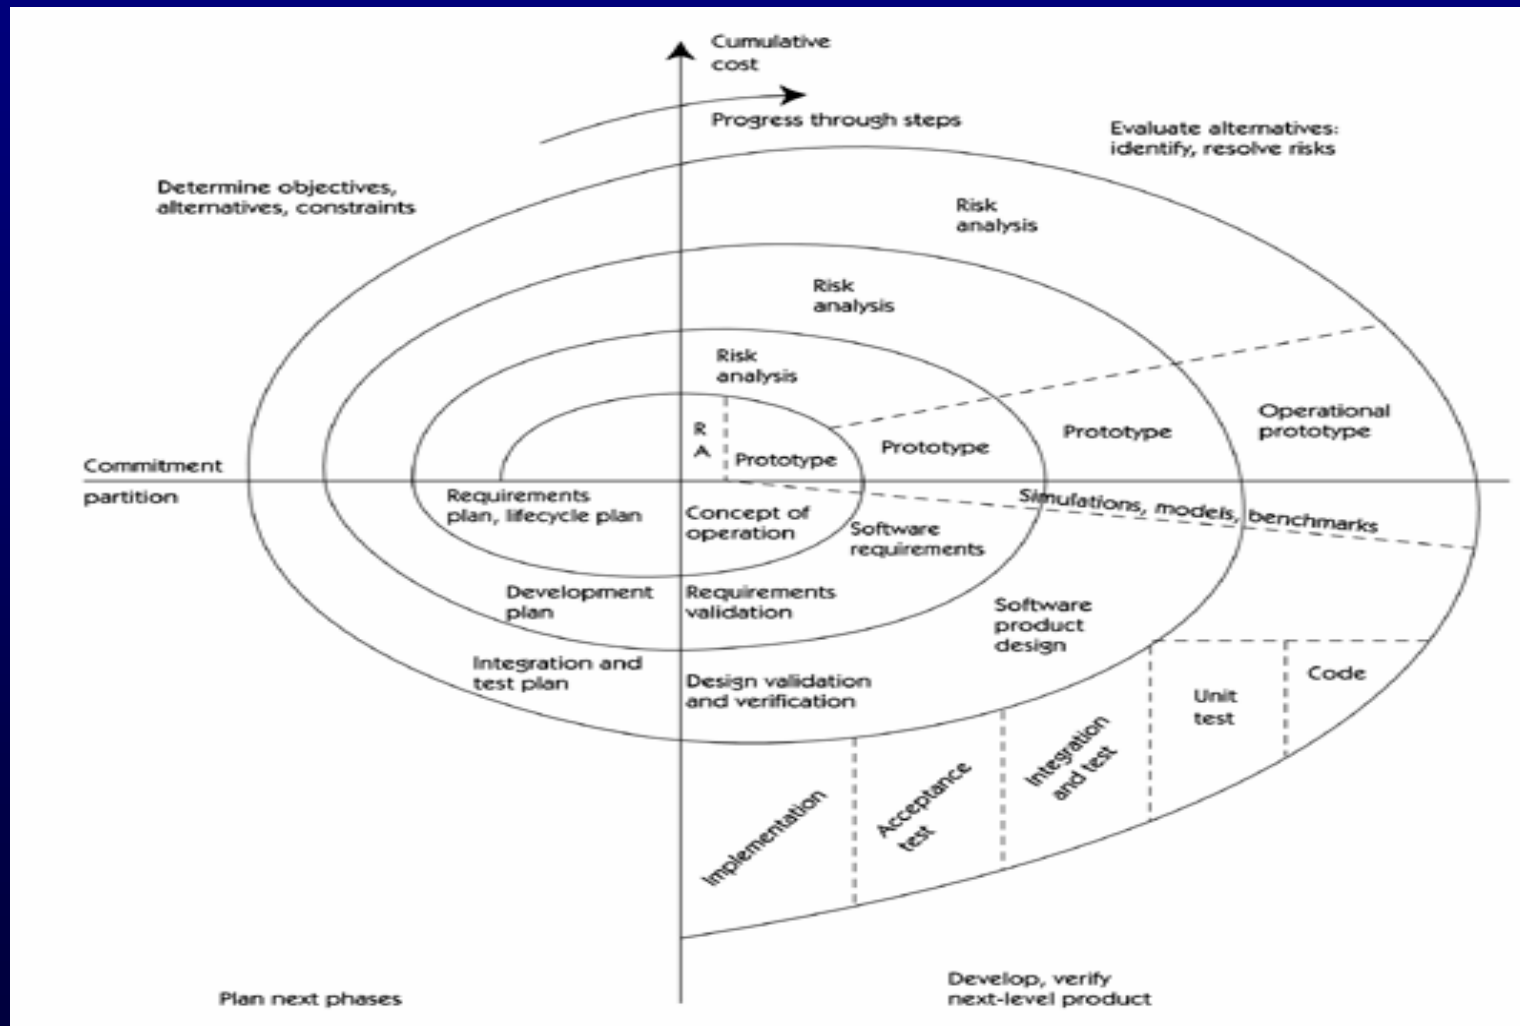 Cumulative
cost
Progress through steps
Evaluate alternatives:
identify, resolve risks
Determine objectives,
alternatives, constraints
Risk
analysis
Risk
analysis
Risk
analysis
R
A
Prototype
Prototype
Prototype
Operational
prototype
Commitment
partition
Requirements
plan, lifecycle plan
Concept of
operation
Simulations, models, benchmarks
Software
requirements
Development
plan
Requirements
validation
Software
product
design
Integration and
test plan
Design validation
and verification
Implementation
Acceptance
test
Integration
and test
Unit
test
Code
Plan next phases
Develop, verify
next-level product